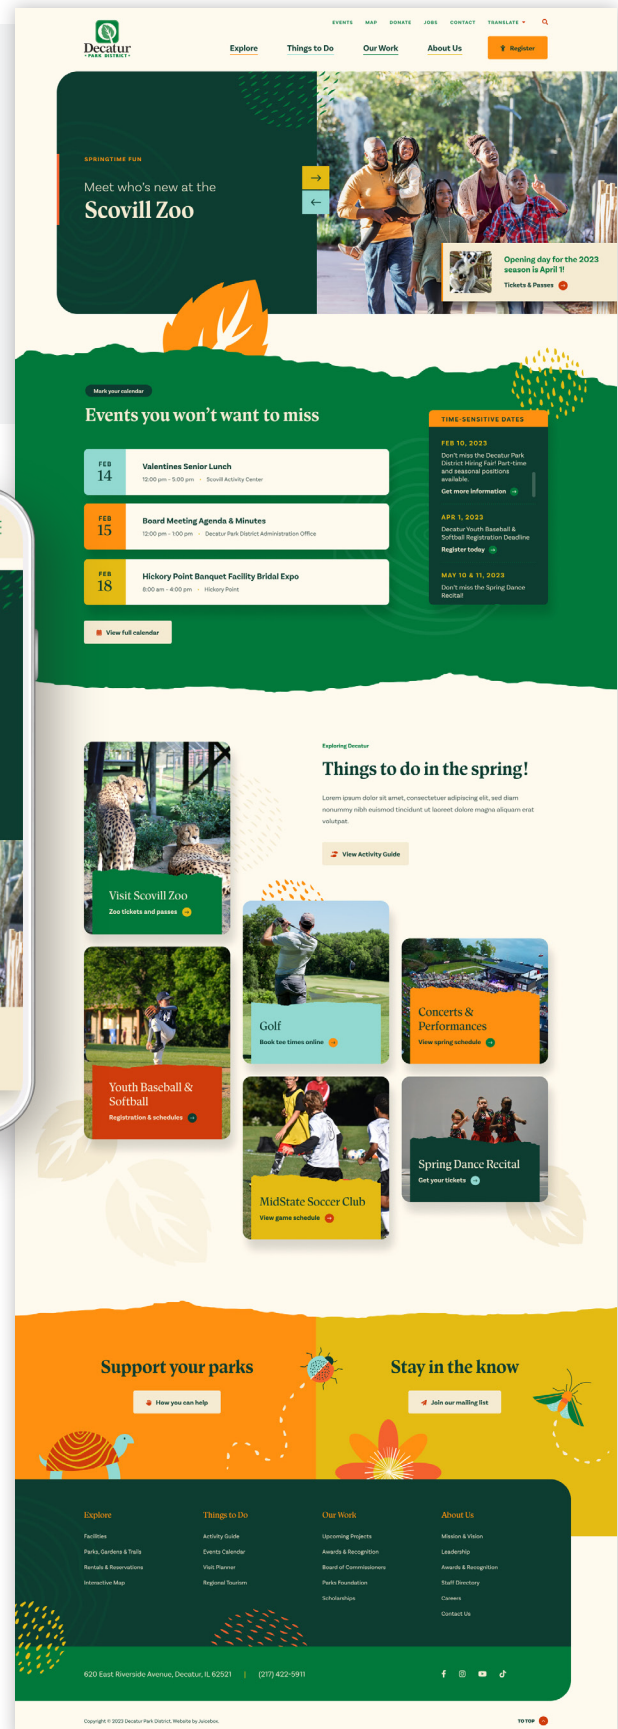 EVENTS MAP DONATE JOBS CONTACT TRANSLATE
Decatur
• PARK DISTRICT •
Explore Things to Do Our Work About Us Register
SPRINGTIME FUN
Meet who's new at the
Scovill Zoo
Opening day for the 2023
season is April 1!
Tickets & Passes
Mark your calendar
Events you won't want to miss
FEB
14
Valentines Senior Lunch
12:00 pm - 5:00 pm · Scovill Activity Center
FEB
15
Board Meeting Agenda & Minutes
12:00 pm - 1:00 pm · Decatur Park District Administration Office
FEB
18
Hickory Point Banquet Facility Bridal Expo
8:00 am - 4:00 pm · Hickory Point
View full calendar
TIME-SENSITIVE DATES
FEB 10, 2023
Don't miss the Decatur Park
District Hiring Fair! Part-time
and seasonal positions
available.
Get more information
APR 1, 2023
Decatur Youth Baseball &
Softball Registration Deadline
Register today
MAY 10 & 11, 2023
Don't miss the Spring Dance
Recital!
Exploring Decatur
Things to do in the spring!
Lorem ipsum dolor sit amet, consectetuer adipiscing elit, sed diam
nonummy nibh euismod tincidunt ut laoreet dolore magna aliquam erat
volutpat.
View Activity Guide
Visit Scovill Zoo
Zoo tickets and passes
Golf
Book tee times online
Concerts &
Performances
View spring schedule
Youth Baseball &
Softball
Registration & schedules
MidState Soccer Club
View game schedule
Spring Dance Recital
Get your tickets
Support your parks
How you can help
Stay in the know
Join our mailing list
Explore
Facilities
Parks, Gardens & Trails
Rentals & Reservations
Interactive Map
Things to Do
Activity Guide
Events Calendar
Visit Planner
Regional Tourism
Our Work
Upcoming Projects
Awards & Recognition
Board of Commissioners
Parks Foundation
Scholarships
About Us
Mission & Vision
Leadership
Awards & Recognition
Staff Directory
Careers
Contact Us
620 East Riverside Avenue, Decatur, IL 62521 | (217) 422-5911
Copyright © 2023 Decatur Park District. Website by Juicebox. TO TOP